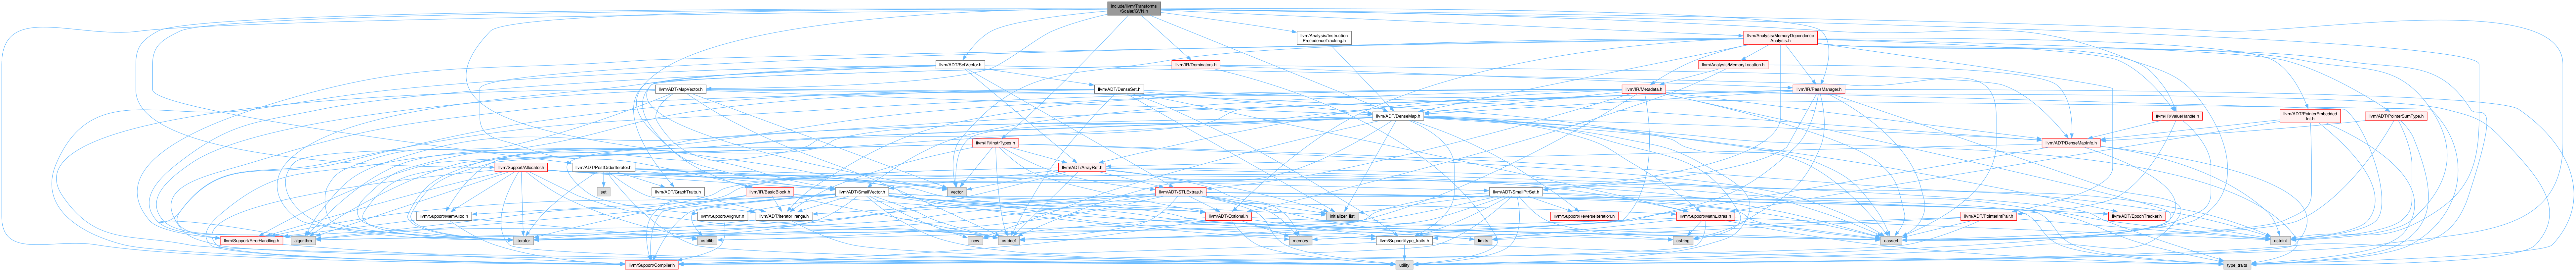 include/llvm/Transforms
/Scalar/GVN.h
llvm/Analysis/Instruction
PrecedenceTracking.h
llvm/Analysis/MemoryDependence
Analysis.h
llvm/ADT/SetVector.h
llvm/IR/Dominators.h
llvm/Analysis/MemoryLocation.h
llvm/ADT/MapVector.h
llvm/ADT/DenseSet.h
llvm/IR/Metadata.h
llvm/IR/PassManager.h
llvm/ADT/DenseMap.h
llvm/IR/ValueHandle.h
llvm/ADT/PointerEmbedded
Int.h
llvm/ADT/PointerSumType.h
llvm/IR/InstrTypes.h
llvm/ADT/DenseMapInfo.h
llvm/Support/Allocator.h
llvm/ADT/PostOrderIterator.h
llvm/ADT/ArrayRef.h
set
llvm/ADT/GraphTraits.h
llvm/IR/BasicBlock.h
llvm/ADT/SmallVector.h
vector
llvm/ADT/STLExtras.h
llvm/ADT/SmallPtrSet.h
llvm/Support/MemAlloc.h
llvm/Support/AlignOf.h
llvm/ADT/iterator_range.h
llvm/ADT/Optional.h
initializer_list
llvm/Support/ReverseIteration.h
llvm/Support/MathExtras.h
llvm/ADT/PointerIntPair.h
llvm/ADT/EpochTracker.h
llvm/Support/ErrorHandling.h
algorithm
iterator
cstdlib
new
cstddef
memory
limits
llvm/Support/type_traits.h
cstring
cassert
cstdint
llvm/Support/Compiler.h
utility
type_traits